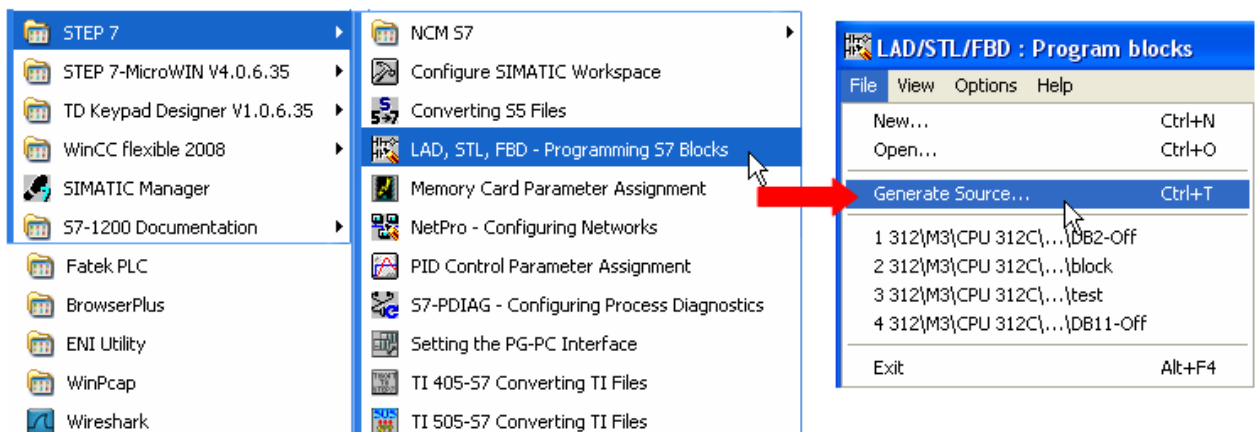 STEP 7
STEP 7-MicroWIN V4.0.6.35
TD Keypad Designer V1.0.6.35
WinCC flexible 2008
SIMATIC Manager
S7-1200 Documentation
Fatek PLC
BrowserPlus
ENI Utility
WinPcap
Wireshark
NCM S7
Configure SIMATIC Workspace
Converting S5 Files
LAD, STL, FBD - Programming S7 Blocks
Memory Card Parameter Assignment
NetPro - Configuring Networks
PID Control Parameter Assignment
S7-PDIAG - Configuring Process Diagnostics
Setting the PG-PC Interface
TI 405-S7 Converting TI Files
TI 505-S7 Converting TI Files
LAD/STL/FBD : Program blocks
File View Options Help
New... Ctrl+N
Open... Ctrl+O
Generate Source... Ctrl+T
1 312\M3\CPU 312C\...\DB2-Off
2 312\M3\CPU 312C\...\block
3 312\M3\CPU 312C\...\test
4 312\M3\CPU 312C\...\DB11-Off
Exit Alt+F4